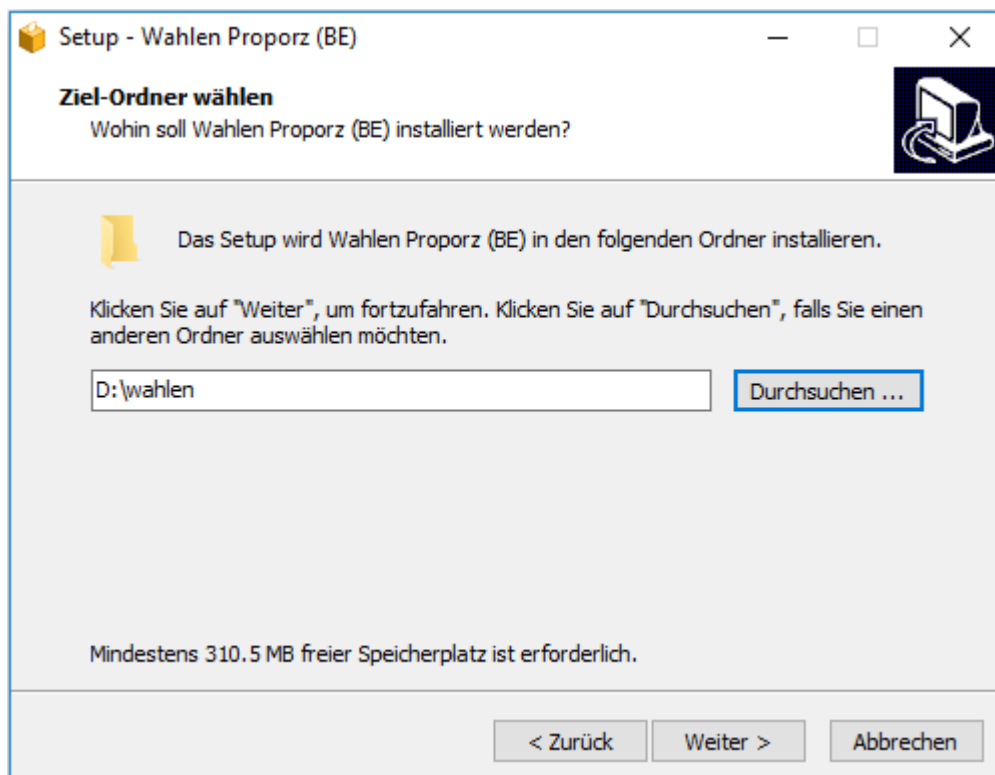 Setup - Wahlen Proporz (BE)
Ziel-Ordner wählen
Wohin soll Wahlen Proporz (BE) installiert werden?
Das Setup wird Wahlen Proporz (BE) in den folgenden Ordner installieren.
Klicken Sie auf "Weiter", um fortzufahren. Klicken Sie auf "Durchsuchen", falls Sie einen
anderen Ordner auswählen möchten.
D:\wahlen
Durchsuchen ...
Mindestens 310.5 MB freier Speicherplatz ist erforderlich.
< Zurück
Weiter >
Abbrechen